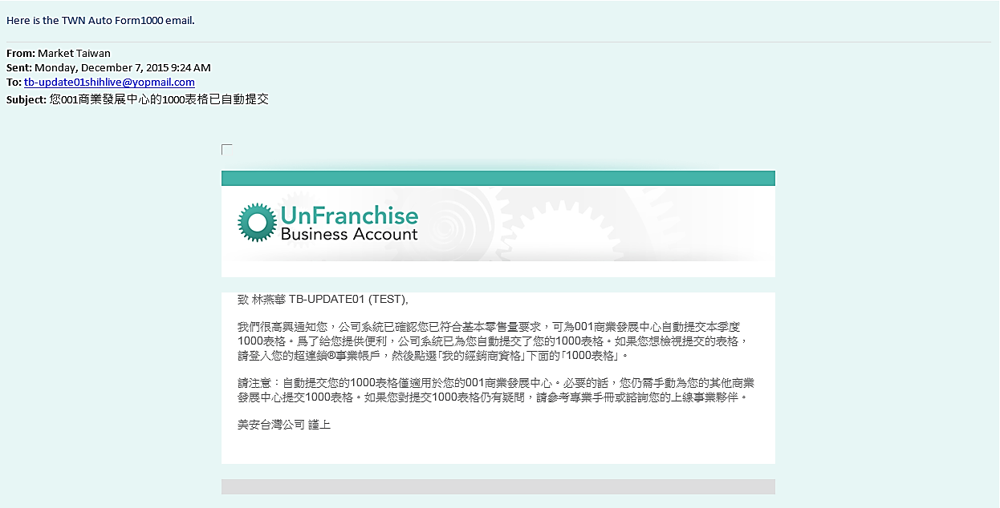 Here is the TWN Auto Form1000 email.
From: Market Taiwan
Sent: Monday, December 7, 2015 9:24 AM
To: tb-update01shihlive@yopmail.com
Subject: 您001商業發展中心的1000表格已自動提交
UnFranchise
Business Account
致 林燕華 TB-UPDATE01 (TEST),
我們很高興通知您，公司系統已確認您已符合基本零售量要求，可為001商業發展中心自動提交本季度
1000表格。爲了給您提供便利，公司系統已為您自動提交了您的1000表格。如果您想檢視提交的表格，
請登入您的超連鎖®事業帳戶，然後點選｢我的經銷商資格｣下面的｢1000表格｣。
請注意：自動提交您的1000表格僅適用於您的001商業發展中心。必要的話，您仍需手動為您的其他商業
發展中心提交1000表格。如果您對提交1000表格仍有疑問，請參考專業手冊或諮詢您的上線事業夥伴。
美安台灣公司 謹上